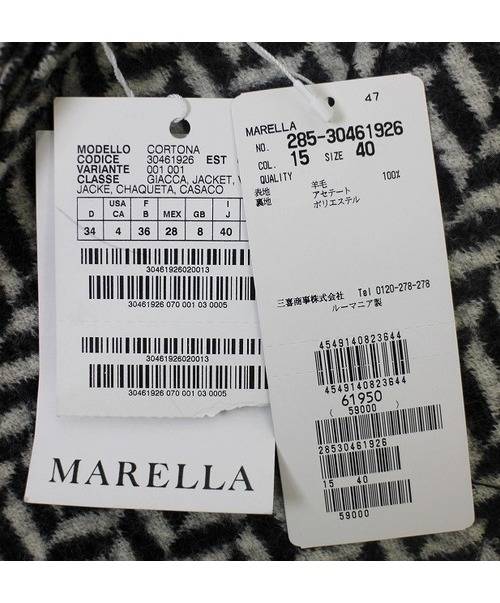 MODELLO CORTONA
CODICE 30461926 EST
VARIANTE 001 001
CLASSE GIACCA, JACKET,
JACKE, CHAQUETA, CASACO
D USA CA F B MEX GB I J
34 4 36 28 8 40
30461926020013
30461926 070 001 03 0005
30461926020013
30461926 070 001 03 0005
MARELLA
47
MARELLA
NO. 285-30461926
COL. 15 SIZE 40
QUALITY
表地 羊毛 100%
裏地 アセテート
ポリエステル
三喜商事株式会社 Tel 0120-278-278
ルーマニア製
4549140823644
4549140823644
61950
( 59000 )
28530461926
15 40
59000